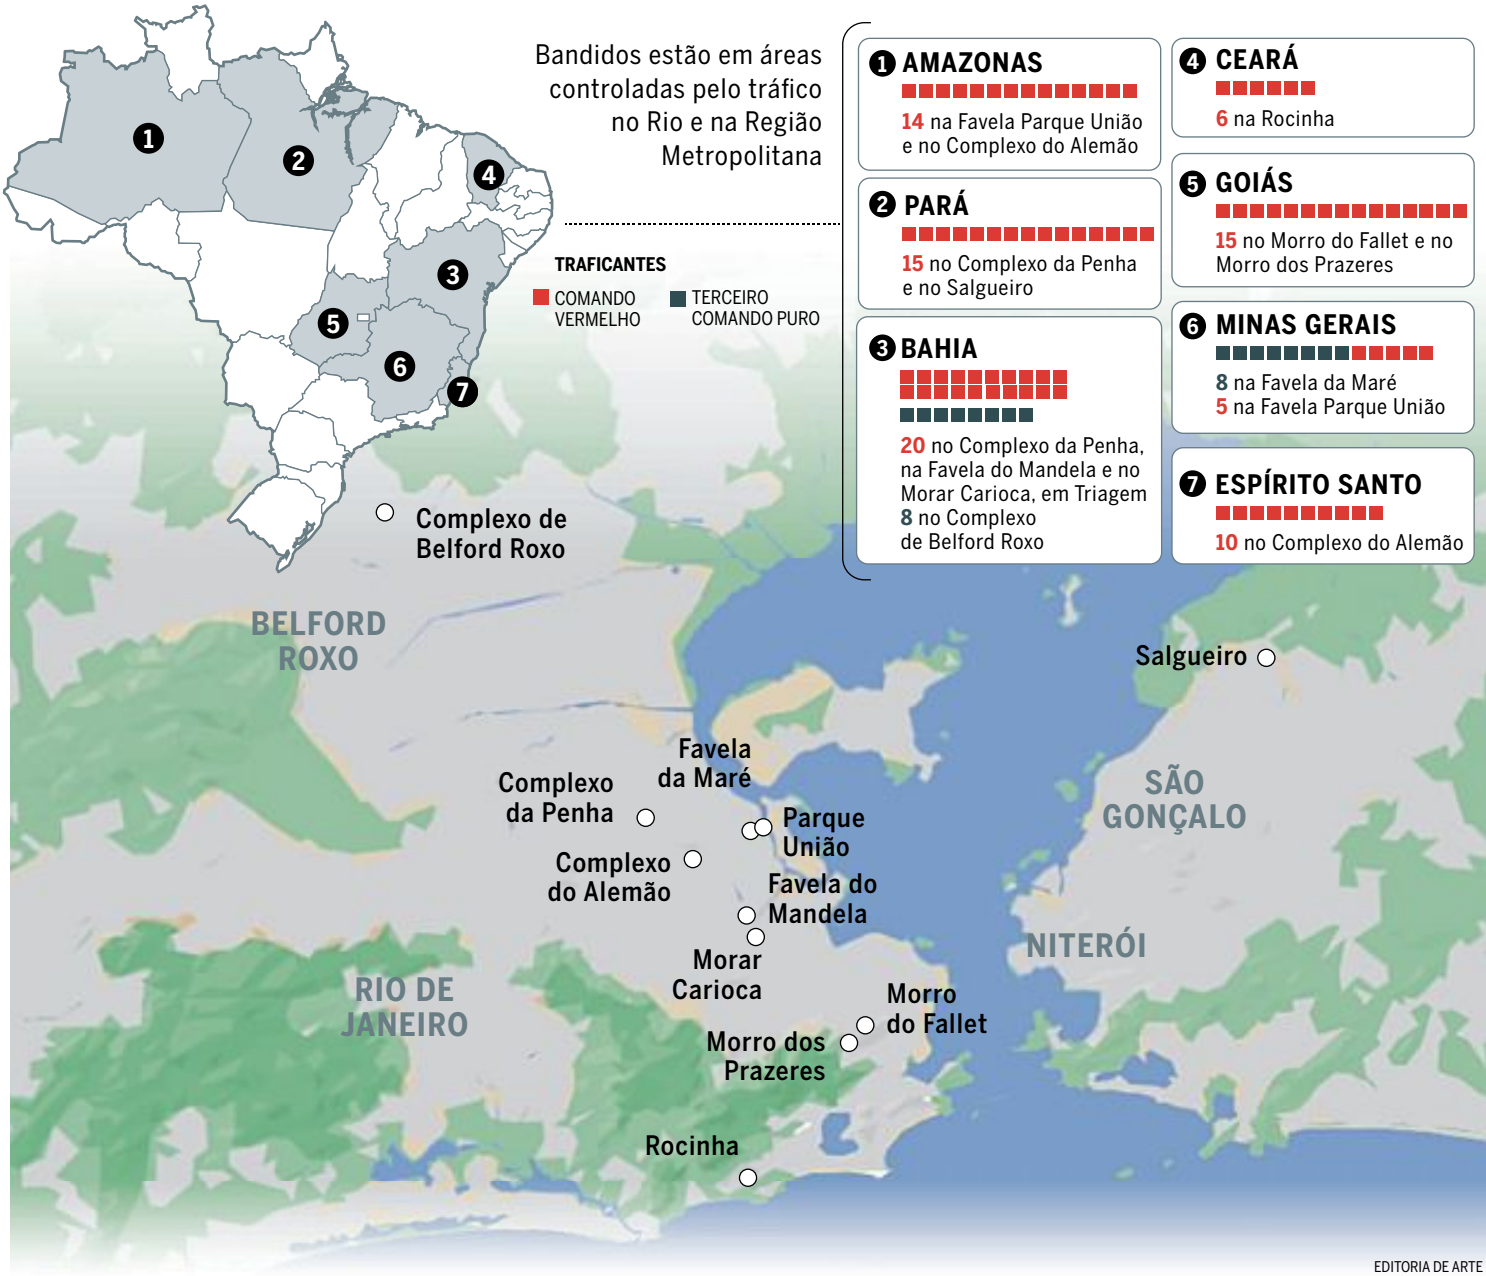 Bandidos estão em áreas
controladas pelo tráfico
no Rio e na Região
Metropolitana
TRAFICANTES
COMANDO
VERMELHO
TERCEIRO
COMANDO PURO
1
2
3
4
5
6
7
1 AMAZONAS
14 na Favela Parque União
e no Complexo do Alemão
2 PARÁ
15 no Complexo da Penha
e no Salgueiro
3 BAHIA
20 no Complexo da Penha,
na Favela do Mandela e no
Morar Carioca, em Triagem
8 no Complexo
de Belford Roxo
4 CEARÁ
6 na Rocinha
5 GOIÁS
15 no Morro do Fallet e no
Morro dos Prazeres
6 MINAS GERAIS
8 na Favela da Maré
5 na Favela Parque União
7 ESPÍRITO SANTO
10 no Complexo do Alemão
Complexo de
Belford Roxo
BELFORD
ROXO
Salgueiro
Favela
da Maré
Complexo
da Penha
Parque
União
SÃO
GONÇALO
Complexo
do Alemão
Favela do
Mandela
NITERÓI
Morar
Carioca
RIO DE
JANEIRO
Morro
do Fallet
Morro dos
Prazeres
Rocinha
EDITORIA DE ARTE